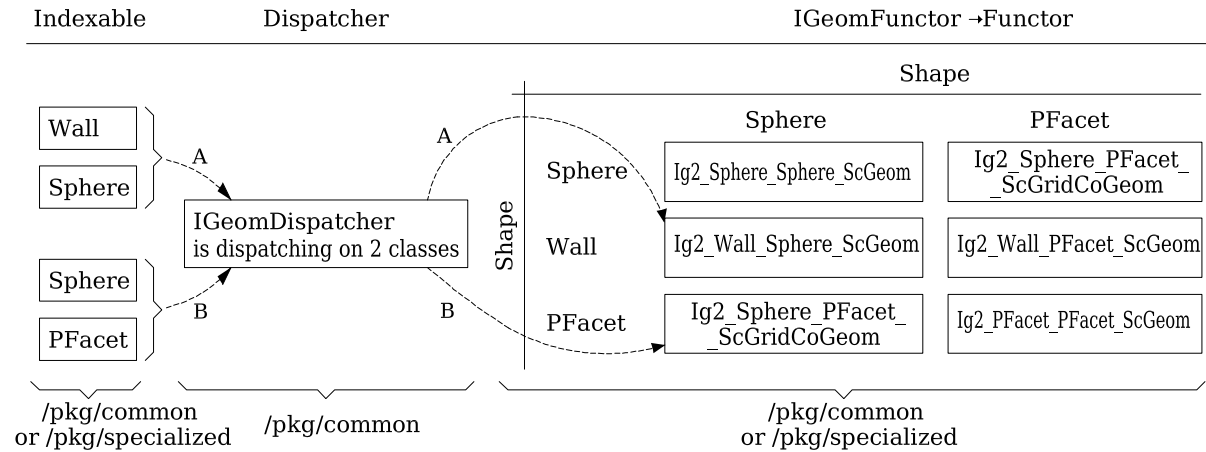 Indexable
Dispatcher
IGeomFunctor →Functor
Shape
Sphere
PFacet
Wall
Sphere
A
A
Sphere
Ig2_Sphere_Sphere_ScGeom
Ig2_Sphere_PFacet_
_ScGridCoGeom
IGeomDispatcher
is dispatching on 2 classes
Shape
Wall
Ig2_Wall_Sphere_ScGeom
Ig2_Wall_PFacet_ScGeom
Sphere
PFacet
B
B
PFacet
Ig2_Sphere_PFacet_
_ScGridCoGeom
Ig2_PFacet_PFacet_ScGeom
/pkg/common
or /pkg/specialized
/pkg/common
/pkg/common
or /pkg/specialized